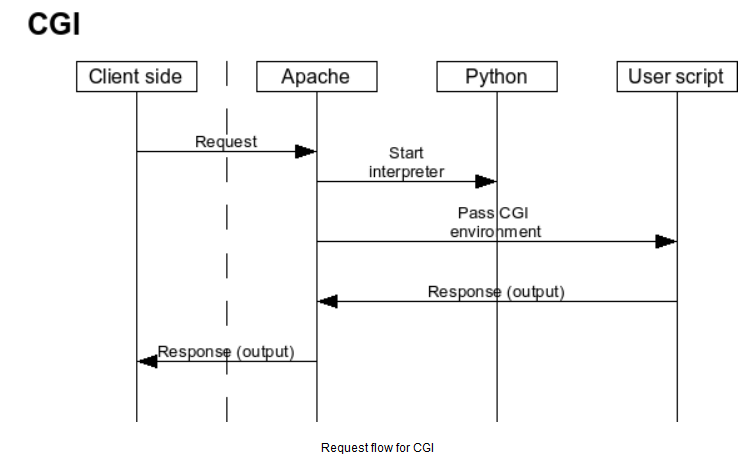 CGI
Client side
Apache
Python
User script
Request
Start
interpreter
Pass CGI
environment
Response (output)
Response (output)
Request flow for CGI